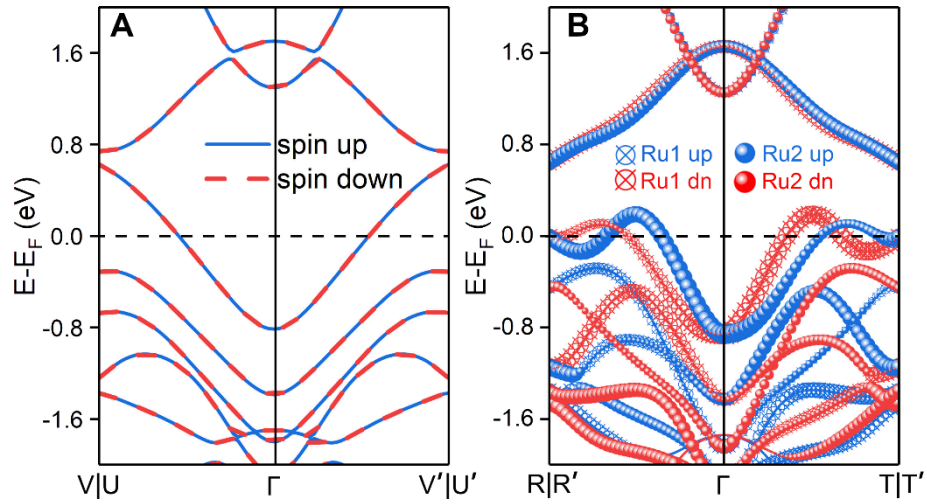 A
E-E_F (eV)
1.6
0.8
0.0
-0.8
-1.6
spin up
spin down
V|U
Γ
V′|U′
B
E-E_F (eV)
1.6
0.8
0.0
-0.8
-1.6
Ru1 up Ru2 up
Ru1 dn Ru2 dn
R|R′
Γ
T|T′